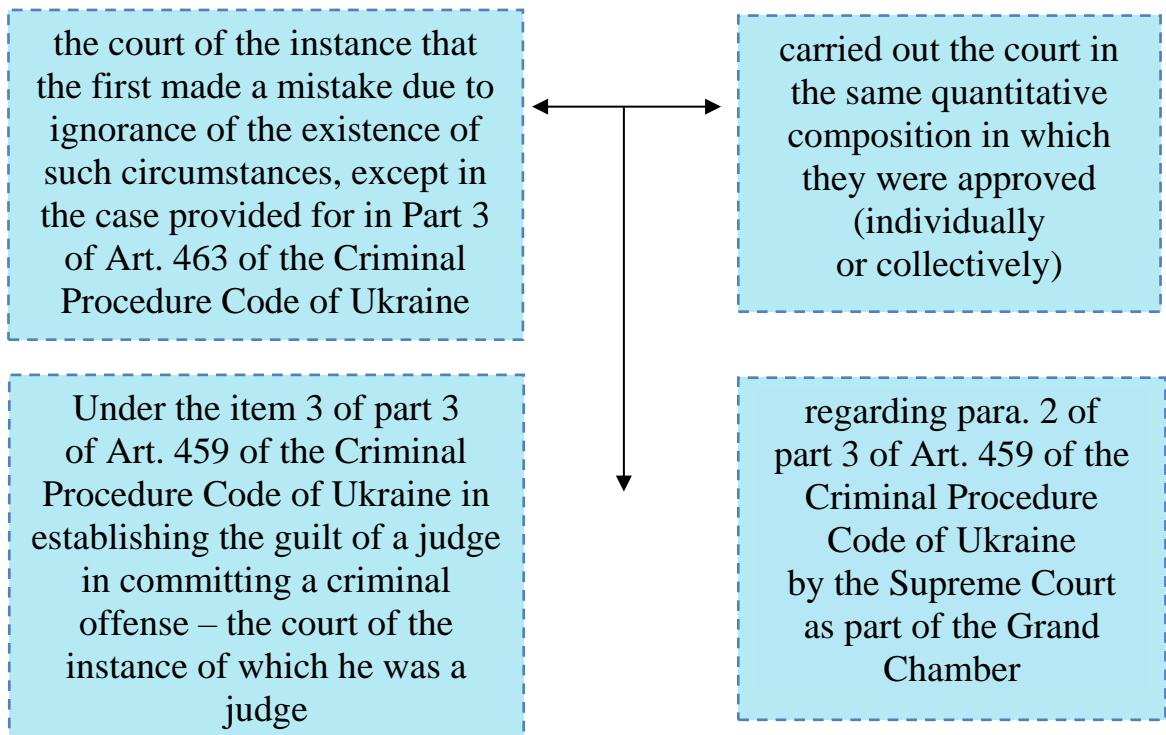 the court of the instance that
the first made a mistake due to
ignorance of the existence of
such circumstances, except in
the case provided for in Part 3
of Art. 463 of the Criminal
Procedure Code of Ukraine
carried out the court in
the same quantitative
composition in which
they were approved
(individually
or collectively)
Under the item 3 of part 3
of Art. 459 of the Criminal
Procedure Code of Ukraine in
establishing the guilt of a judge
in committing a criminal
offense – the court of the
instance of which he was a
judge
regarding para. 2 of
part 3 of Art. 459 of the
Criminal Procedure
Code of Ukraine
by the Supreme Court
as part of the Grand
Chamber